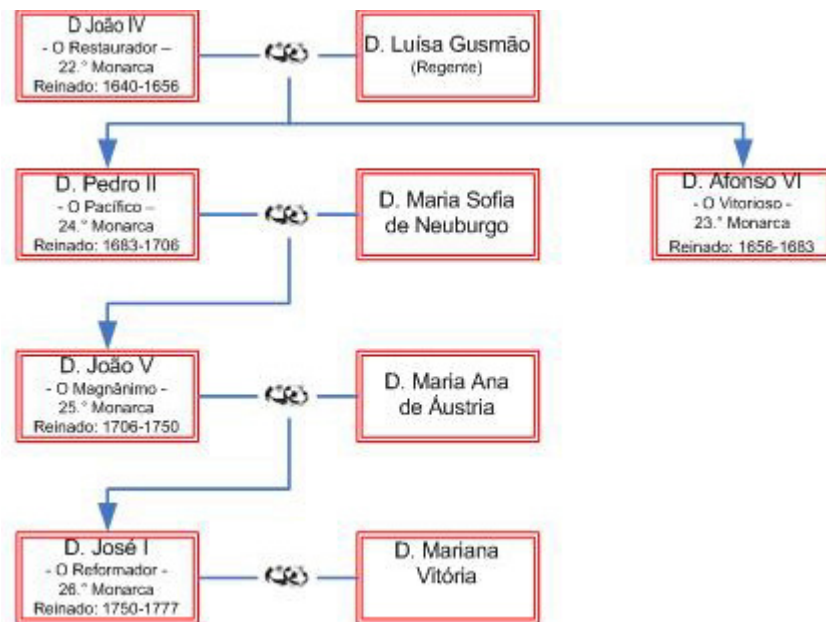 D João IV
- O Restaurador –
22.° Monarca
Reinado: 1640-1656
D. Luísa Gusmão
(Regente)
D. Pedro II
- O Pacífico –
24.° Monarca
Reinado: 1683-1706
D. Maria Sofia
de Neuburgo
D. Afonso VI
- O Vitorioso -
23.° Monarca
Reinado: 1656-1683
D. João V
- O Magnânimo -
25.° Monarca
Reinado: 1706-1750
D. Maria Ana
de Áustria
D. José I
- O Reformador -
26.° Monarca
Reinado: 1750-1777
D. Mariana
Vitória